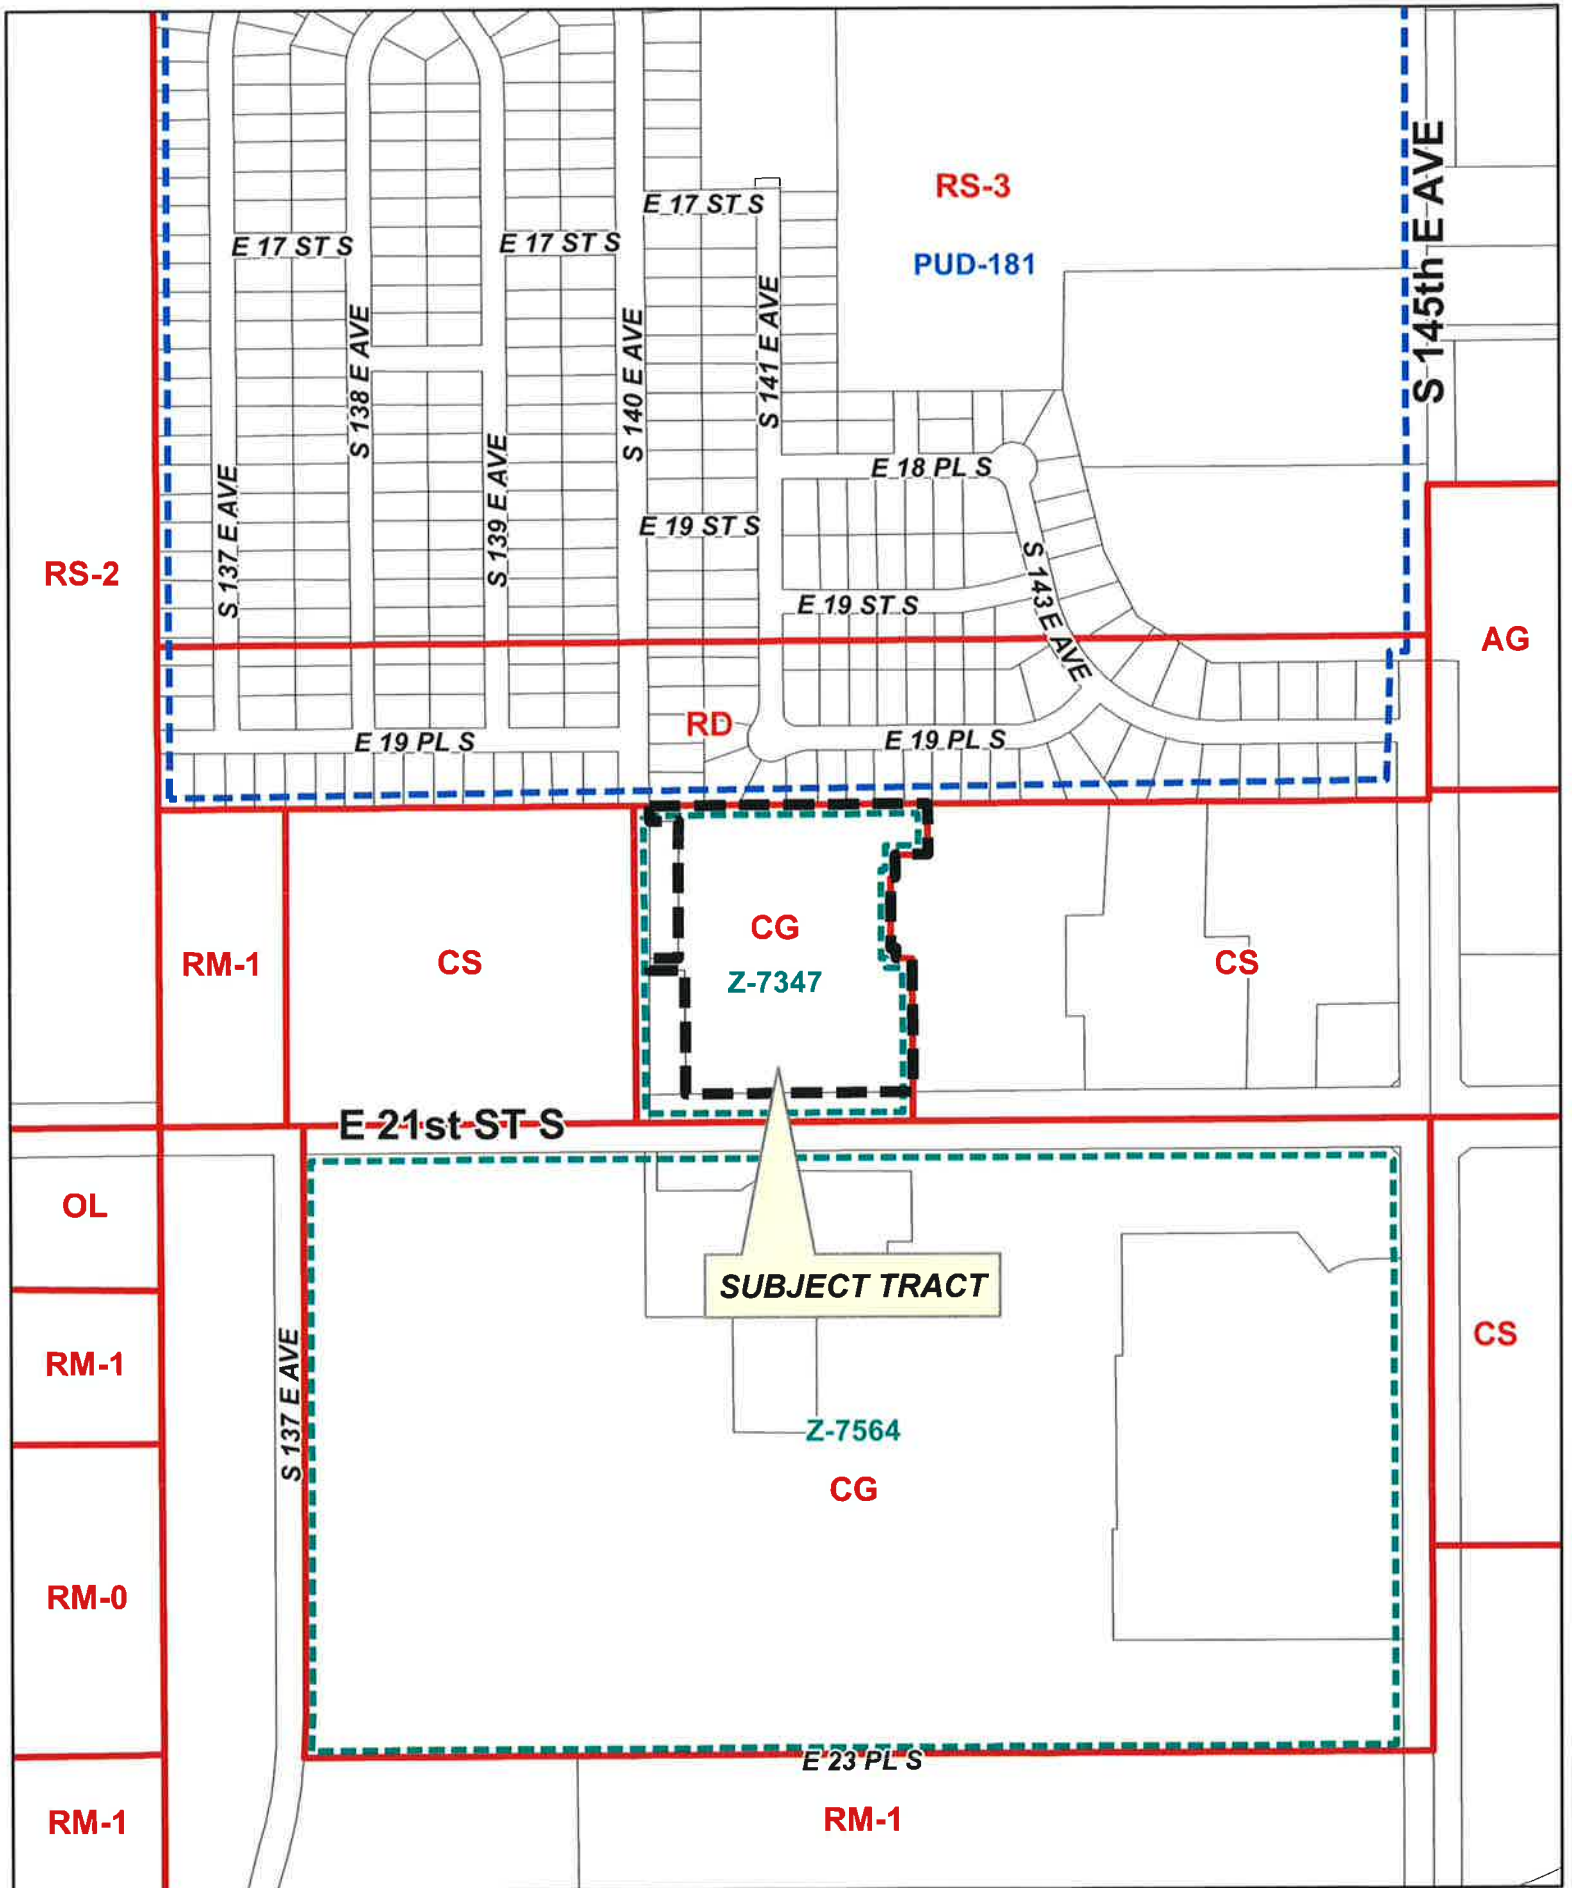 RS-3
PUD-181
S 145th E AVE
E 17 ST S
E 17 ST S
E 17 ST S
S 137 E AVE
S 138 E AVE
S 139 E AVE
S 140 E AVE
S 141 E AVE
E 18 PL S
E 19 ST S
E 19 ST S
S 143 E AVE
RS-2
AG
RD
E 19 PL S
E 19 PL S
RM-1
CS
CG
Z-7347
CS
E 21st ST S
OL
SUBJECT TRACT
RM-1
S 137 E AVE
CS
Z-7564
CG
RM-0
E 23 PL S
RM-1
RM-1